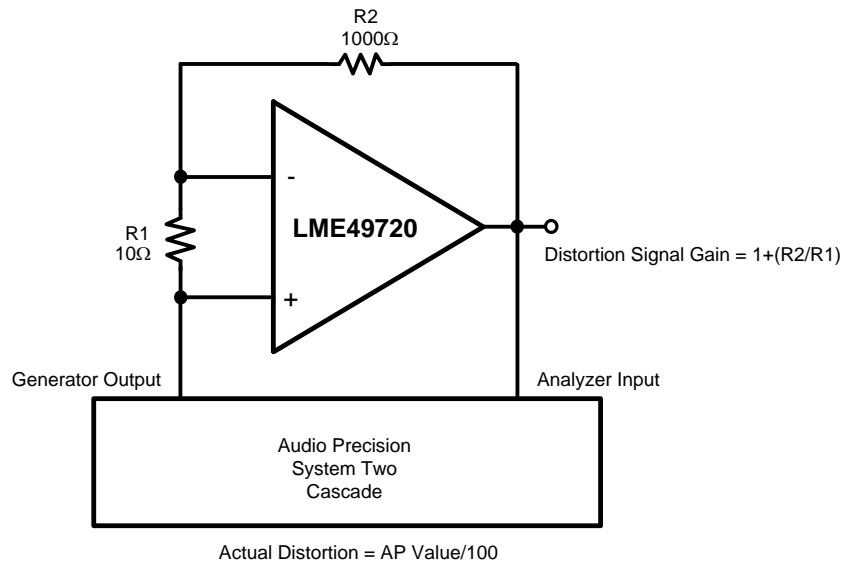 R2
1000Ω
-
R1
10Ω
LME49720
+
Distortion Signal Gain = 1+(R2/R1)
Generator Output
Analyzer Input
Audio Precision
System Two
Cascade
Actual Distortion = AP Value/100